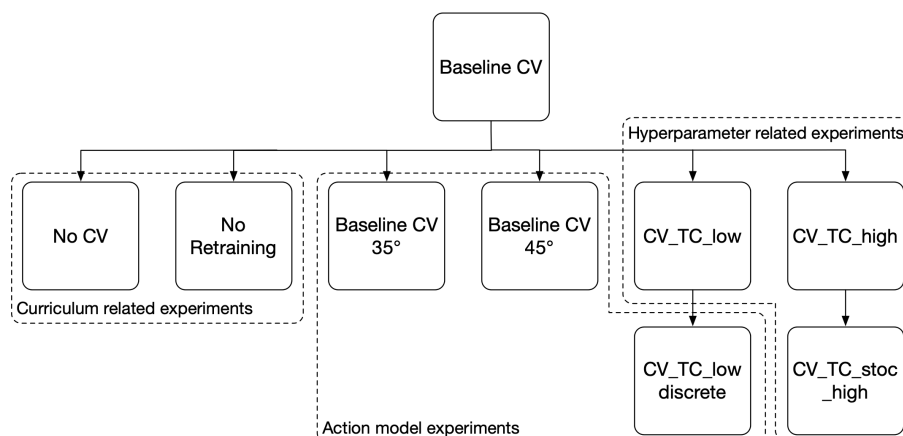 Baseline CV
Hyperparameter related experiments
No CV
No
Retraining
Baseline CV
35°
Baseline CV
45°
CV_TC_low
CV_TC_high
Curriculum related experiments
CV_TC_low
discrete
CV_TC_stoc
_high
Action model experiments